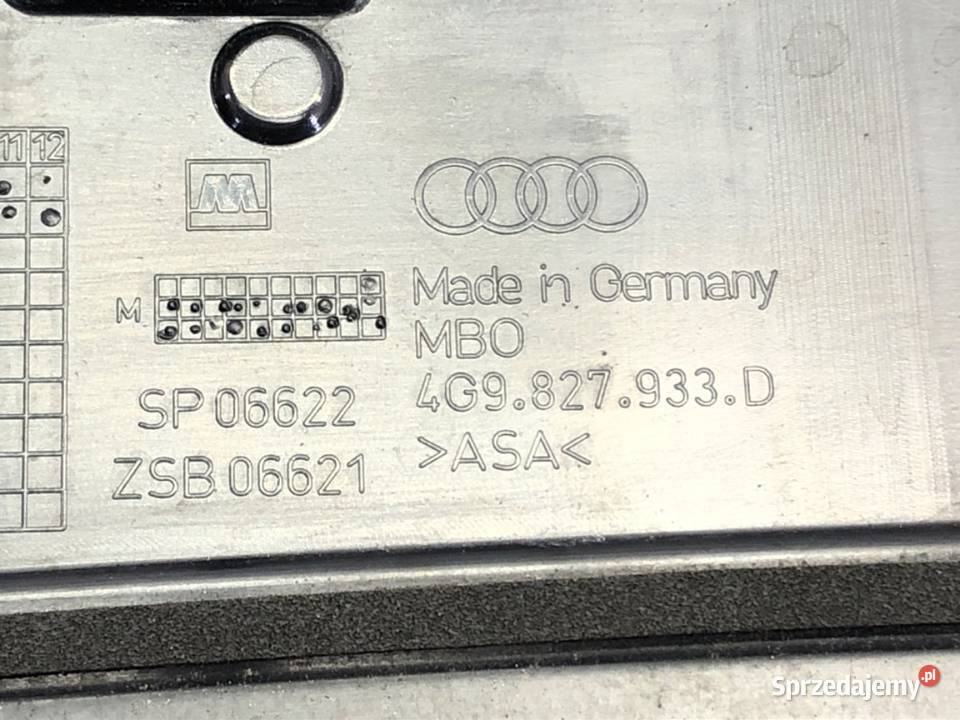 11 12
M
Made in Germany
MBO
SP 06622
4G9.827.933.D
ZSB 06621
>ASA<
Sprzedajemy.pl